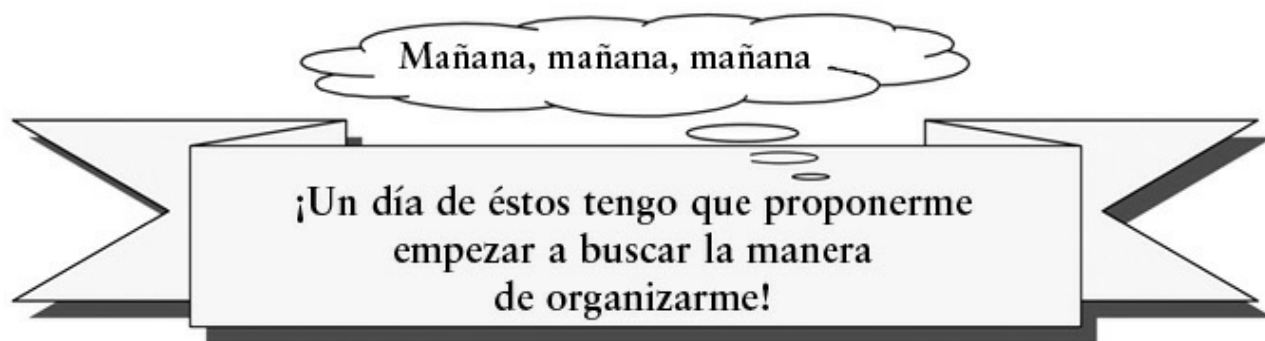 Mañana, mañana, mañana
¡Un día de éstos tengo que proponerme
empezar a buscar la manera
de organizarme!